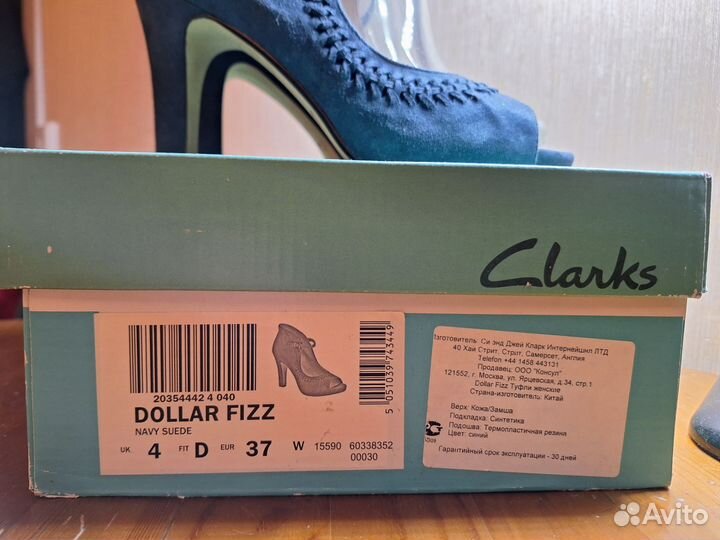 Clarks
20354442 4 040
DOLLAR FIZZ
NAVY SUEDE
UK 4 FIT D EUR 37 W 15590 60338352
00030
5 051039 743449
Изготовитель: Си энд Джей Кларк Интернейшнл ЛТД
40 Хай Стрит, Стрит, Самерсет, Англия
Telefon +44 1458 443131
Продавец: ООО "Консул"
121552, г. Москва, ул. Ярцевская, д.34, стр.1
Dollar Fizz Туфли женские
Страна-изготовитель: Китай
Верх: Кожа/Замша
Подкладка: Синтетика
Подошва: Термопластичная резина
Цвет: синий
Гарантийный срок эксплуатации - 30 дней
Avito